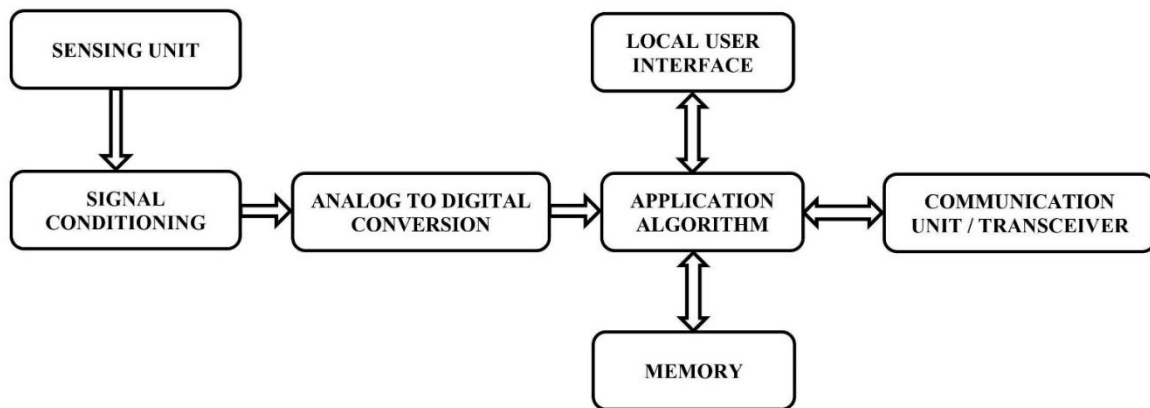 SENSING UNIT
LOCAL USER
INTERFACE
SIGNAL
CONDITIONING
ANALOG TO DIGITAL
CONVERSION
APPLICATION
ALGORITHM
COMMUNICATION
UNIT / TRANSCEIVER
MEMORY